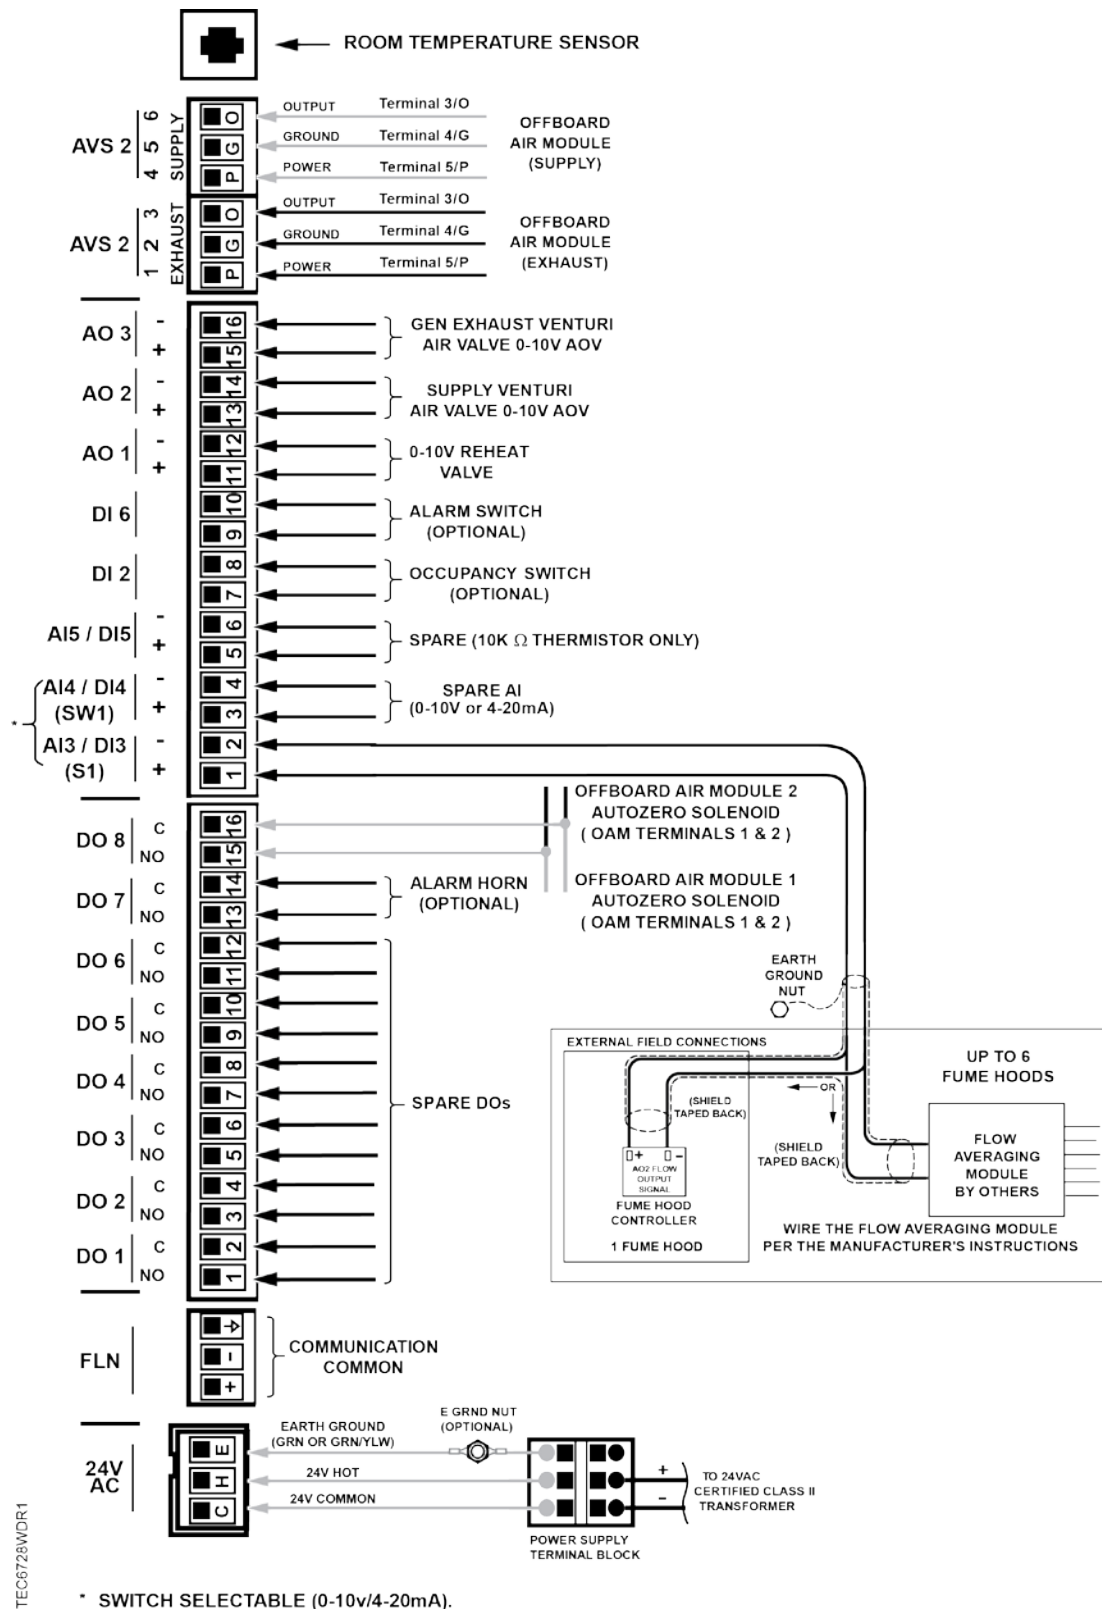 ROOM TEMPERATURE SENSOR
AVS 2
SUPPLY
4 5 6
O
G
P
OUTPUT Terminal 3/O
GROUND Terminal 4/G
POWER Terminal 5/P
OFFBOARD
AIR MODULE
(SUPPLY)
AVS 2
EXHAUST
1 2 3
O
G
P
OUTPUT Terminal 3/O
GROUND Terminal 4/G
POWER Terminal 5/P
OFFBOARD
AIR MODULE
(EXHAUST)
AO 3 - +
16
15
GEN EXHAUST VENTURI
AIR VALVE 0-10V AOV
AO 2 - +
14
13
SUPPLY VENTURI
AIR VALVE 0-10V AOV
AO 1 - +
12
11
0-10V REHEAT
VALVE
DI 6
10
9
ALARM SWITCH
(OPTIONAL)
DI 2
8
7
OCCUPANCY SWITCH
(OPTIONAL)
AI5 / DI5 - +
6
5
SPARE (10K Ω THERMISTOR ONLY)
*
AI4 / DI4 - +
(SW1)
4
3
SPARE AI
(0-10V or 4-20mA)
AI3 / DI3 - +
(S1)
2
1
DO 8 C NO
16
15
OFFBOARD AIR MODULE 2
AUTOZERO SOLENOID
( OAM TERMINALS 1 & 2 )
OFFBOARD AIR MODULE 1
AUTOZERO SOLENOID
( OAM TERMINALS 1 & 2 )
DO 7 C NO
14
13
ALARM HORN
(OPTIONAL)
DO 6 C NO
12
11
DO 5 C NO
10
9
DO 4 C NO
8
7
DO 3 C NO
6
5
DO 2 C NO
4
3
DO 1 C NO
2
1
SPARE DOs
EARTH
GROUND
NUT
EXTERNAL FIELD CONNECTIONS
UP TO 6
FUME HOODS
OR
(SHIELD
TAPED BACK)
(SHIELD
TAPED BACK)
+ -
AO2 FLOW
OUTPUT
SIGNAL
FUME HOOD
CONTROLLER
1 FUME HOOD
FLOW
AVERAGING
MODULE
BY OTHERS
WIRE THE FLOW AVERAGING MODULE
PER THE MANUFACTURER'S INSTRUCTIONS
FLN
-
+
COMMUNICATION
COMMON
24V
AC
E
H
C
EARTH GROUND
(GRN OR GRN/YLW)
24V HOT
24V COMMON
E GRND NUT
(OPTIONAL)
POWER SUPPLY
TERMINAL BLOCK
+
-
TO 24VAC
CERTIFIED CLASS II
TRANSFORMER
TEC6728WDR1
* SWITCH SELECTABLE (0-10v/4-20mA).